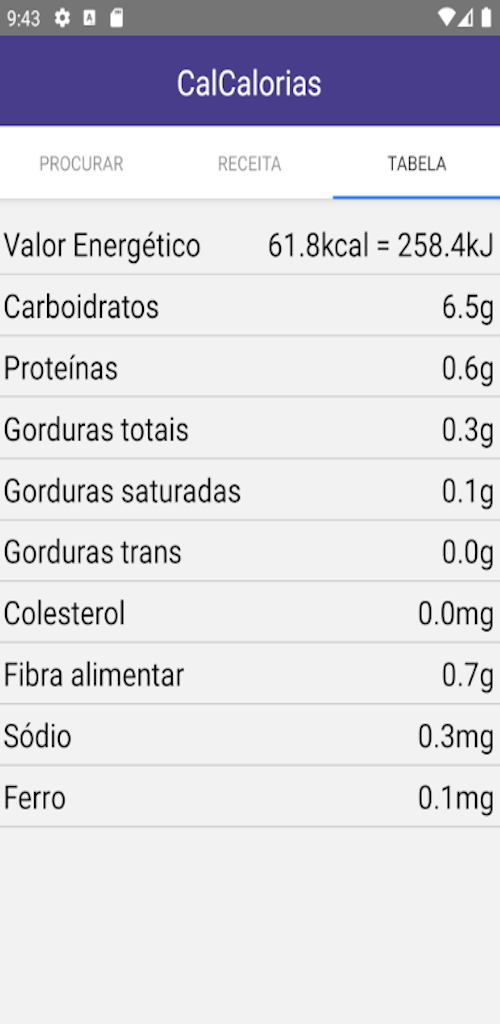 9:43
CalCalorias
PROCURAR RECEITA TABELA
Valor Energético 61.8kcal = 258.4kJ
Carboidratos 6.5g
Proteínas 0.6g
Gorduras totais 0.3g
Gorduras saturadas 0.1g
Gorduras trans 0.0g
Colesterol 0.0mg
Fibra alimentar 0.7g
Sódio 0.3mg
Ferro 0.1mg